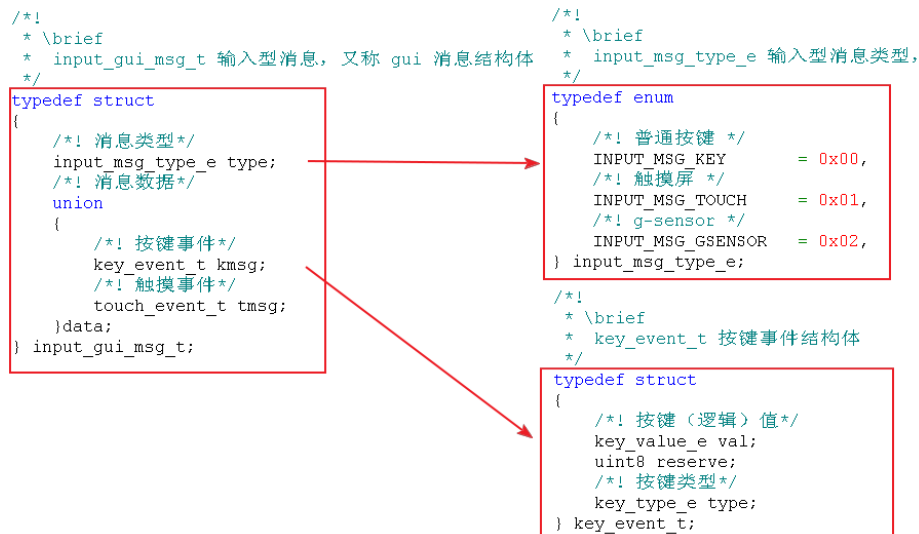 /*!
 * \brief
 *  input_gui_msg_t 输入型消息，又称 gui 消息结构体
 */
typedef struct
{
    /*! 消息类型*/
    input_msg_type_e type;
    /*! 消息数据*/
    union
    {
        /*! 按键事件*/
        key_event_t kmsg;
        /*! 触摸事件*/
        touch_event_t tmsg;
    }data;
} input_gui_msg_t;
/*!
 * \brief
 *  input_msg_type_e 输入型消息类型，
 */
typedef enum
{
    /*! 普通按键 */
    INPUT_MSG_KEY       = 0x00,
    /*! 触摸屏 */
    INPUT_MSG_TOUCH     = 0x01,
    /*! g-sensor */
    INPUT_MSG_GSENSOR   = 0x02,
} input_msg_type_e;
/*!
 * \brief
 *  key_event_t 按键事件结构体
 */
typedef struct
{
    /*! 按键（逻辑）值*/
    key_value_e val;
    uint8 reserve;
    /*! 按键类型*/
    key_type_e type;
} key_event_t;